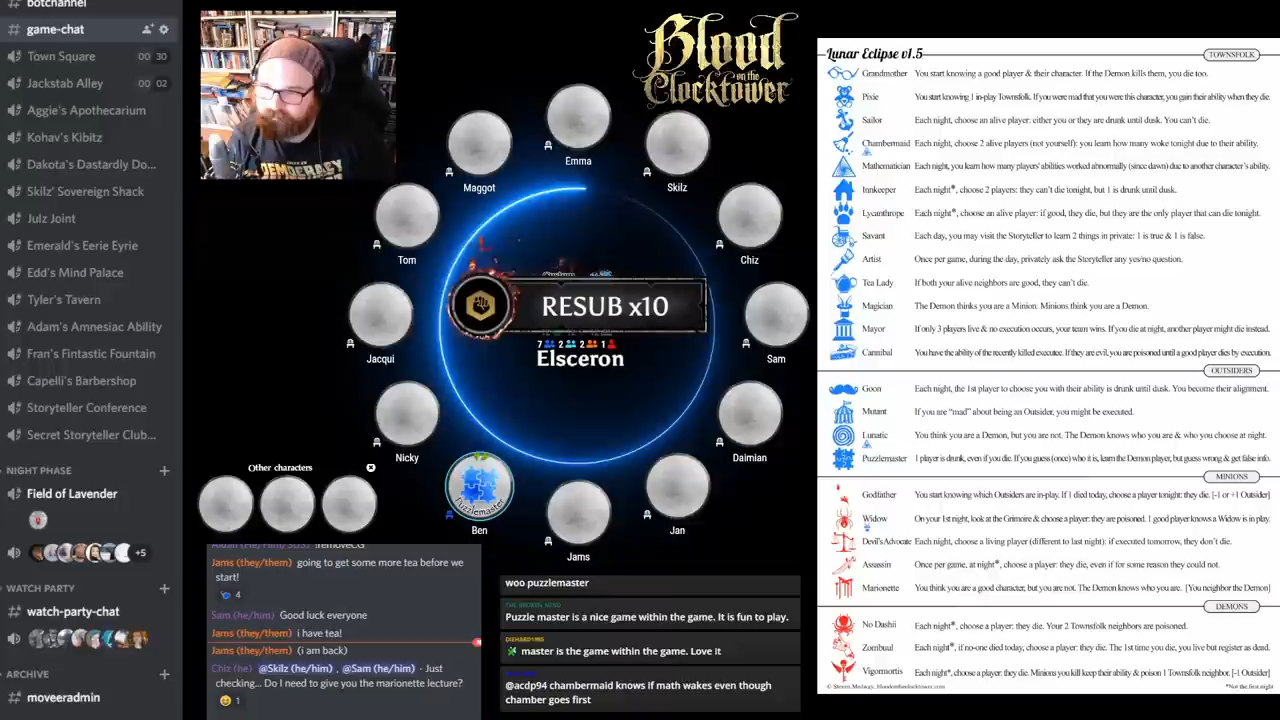 botchannel
# game-chat
Town Square 00 30
02
Kohav's Kibitz
Dakota's Dastardly Do...
Skilz' Sovereign Shack
Julz Joint
Emerald's Eerie Eyrie
Edd's Mind Palace
Tyler's Tavern
Adam's Amnesiac Ability
Fran's Fintastic Fountain
Capelli's Barbershop
Storyteller Conference
Secret Storyteller Club...
NIGHT PHASE
Field of Lavender
+5
WATCH PARTY
# watch-party-chat
ARCHIVE
# moveeradmin
DEMOCRACY
Blood
on the
Clocktower
Emma
Maggot
Skilz
Tom
Chiz
Jacqui
Sam
Nicky
Daimian
Ben
Jan
Jams
Puzzlemaster
RESUB x10
7 2 2 1
Elsceron
Other characters
Jams (they/them) going to get some more tea before we
start!
4
Sam (he/him) Good luck everyone
Jams (they/them) i have tea!
Jams (they/them) (i am back)
Chiz (he) @Skilz (he/him) , @Sam (he/him) - Just
checking... Do I need to give you the marionette lecture?
1
woo puzzlemaster
THE BROKEN MIND
Puzzle master is a nice game within the game. It is fun to play.
master is the game within the game. Love it
@acdp94 chambermaid knows if math wakes even though
chamber goes first
Lunar Eclipse v1.5
TOWNSFOLK
Grandmother You start knowing a good player & their character. If the Demon kills them, you die too.
Pixie You start knowing 1 in-play Townsfolk. If you were mad that you were this character, you gain their ability when they die.
Sailor Each night, choose an alive player: either you or they are drunk until dusk. You can't die.
Chambermaid Each night, choose 2 alive players (not yourself): you learn how many woke tonight due to their ability.
Mathematician Each night, you learn how many players' abilities worked abnormally (since dawn) due to another character's ability.
Innkeeper Each night*, choose 2 players: they can't die tonight, but 1 is drunk until dusk.
Lycanthrope Each night*, choose an alive player: if good, they die, but they are the only player that can die tonight.
Savant Each day, you may visit the Storyteller to learn 2 things in private: 1 is true & 1 is false.
Artist Once per game, during the day, privately ask the Storyteller any yes/no question.
Tea Lady If both your alive neighbors are good, they can't die.
Magician The Demon thinks you are a Minion. Minions think you are a Demon.
Mayor If only 3 players live & no execution occurs, your team wins. If you die at night, another player might die instead.
Cannibal You have the ability of the recently killed executee. If they are evil, you are poisoned until a good player dies by execution.
OUTSIDERS
Goon Each night, the 1st player to choose you with their ability is drunk until dusk. You become their alignment.
Mutant If you are "mad" about being an Outsider, you might be executed.
Lunatic You think you are a Demon, but you are not. The Demon knows who you are & who you choose at night.
Puzzlemaster 1 player is drunk, even if you die. If you guess (once) who it is, learn the Demon player, but guess wrong & get false info.
MINIONS
Godfather You start knowing which Outsiders are in-play. If 1 died today, choose a player tonight: they die. [-1 or +1 Outsider]
Widow On your 1st night, look at the Grimoire & choose a player: they are poisoned. 1 good player knows a Widow is in play.
Devil's Advocate Each night, choose a living player (different to last night): if executed tomorrow, they don't die.
Assassin Once per game, at night*, choose a player: they die, even if for some reason they could not.
Marionette You think you are a good character, but you are not. The Demon knows who you are. [You neighbor the Demon]
DEMONS
No Dashii Each night*, choose a player: they die. Your 2 Townsfolk neighbors are poisoned.
Zombuul Each night*, if no-one died today, choose a player: they die. The 1st time you die, you live but register as dead.
Vigormortis Each night*, choose a player: they die. Minions you kill keep their ability & poison 1 Townsfolk neighbor. [-1 Outsider]
© Steven Medway, bloodontheclocktower.com
*Not the first night